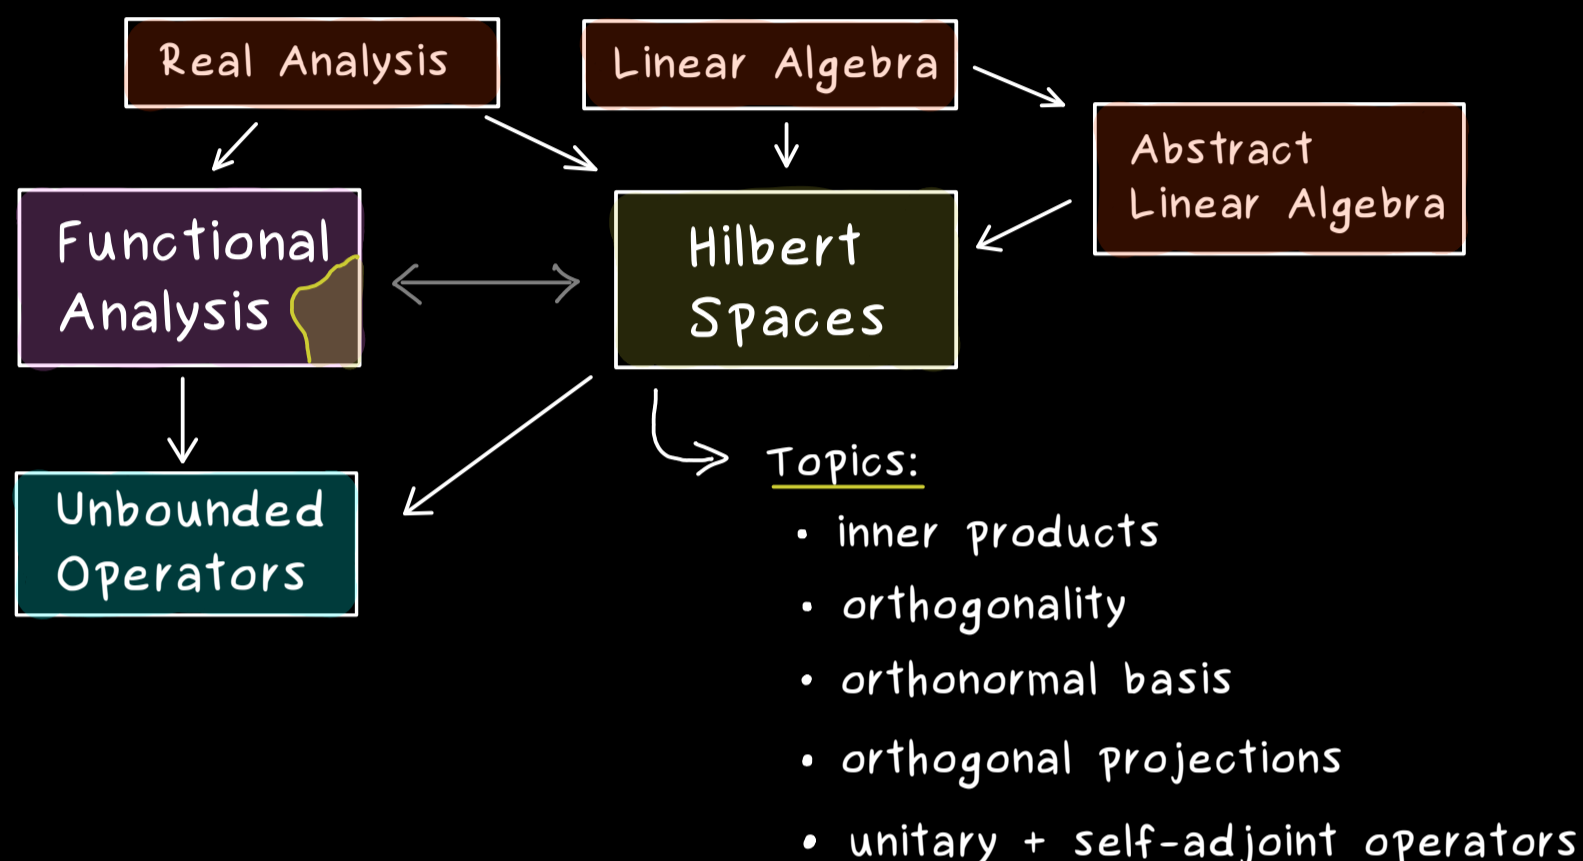 Real Analysis
Linear Algebra
Abstract
Linear Algebra
Functional
Analysis
Hilbert
Spaces
Unbounded
Operators
Topics:
• inner products
• orthogonality
• orthonormal basis
• orthogonal projections
• unitary + self-adjoint operators